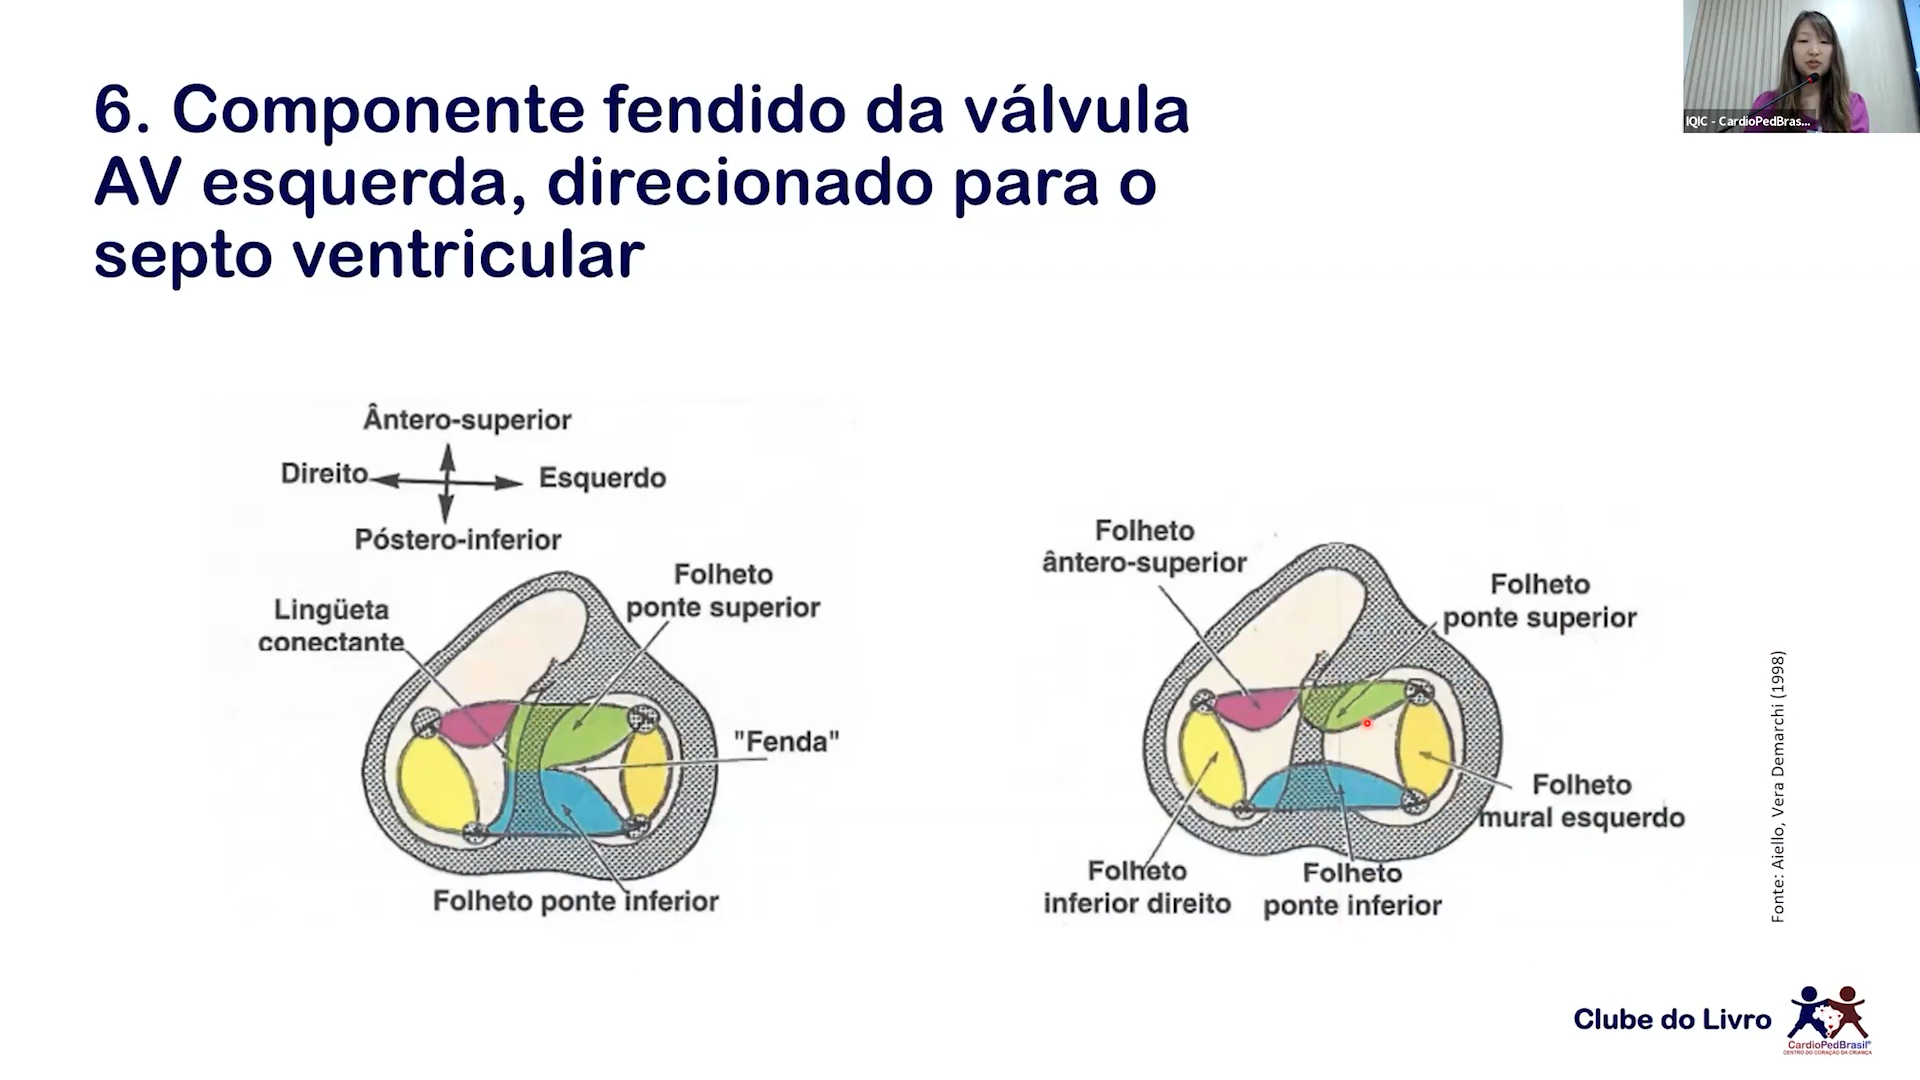 IQIC - CardioPedBras...
6. Componente fendido da válvula
AV esquerda, direcionado para o
septo ventricular
Ântero-superior
Direito
Esquerdo
Póstero-inferior
Folheto
ponte superior
Lingüeta
conectante
"Fenda"
Folheto ponte inferior
Folheto
ântero-superior
Folheto
ponte superior
Folheto
mural esquerdo
Folheto
inferior direito
Folheto
ponte inferior
Fonte: Aiello, Vera Demarchi (1998)
Clube do Livro
CardioPedBrasil®
CENTRO DO CORAÇÃO DA CRIANÇA